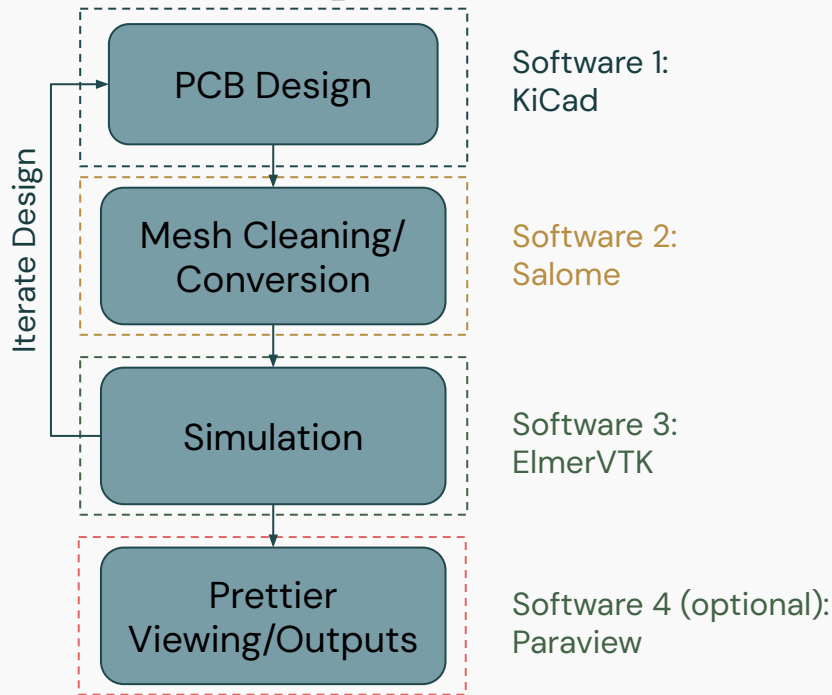 PCB Design
Software 1:
KiCad
Iterate Design
Mesh Cleaning/
Conversion
Software 2:
Salome
Simulation
Software 3:
ElmerVTK
Prettier
Viewing/Outputs
Software 4 (optional):
Paraview